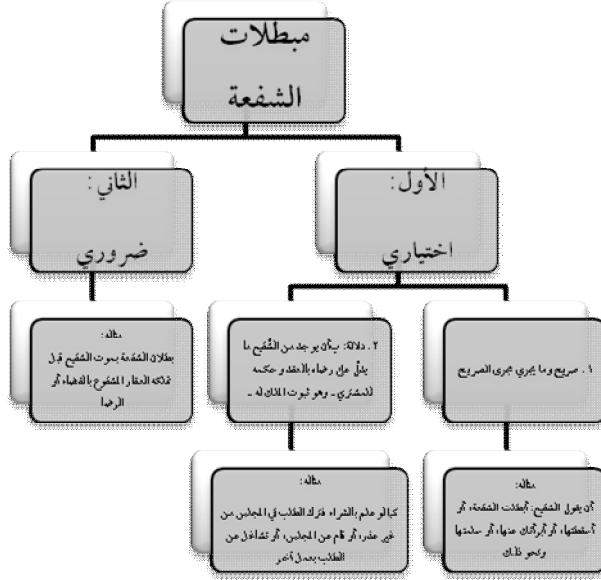 مبطلات
الشفعة
الأول:
اختياري
الثاني:
ضروري
١. صريح وما يجري مجرى الصريح
٢. دلالة: بأن يوجد من الشفيع ما
يدل على رضاه بالعقد وحكمه
للمشتري ـ وهو ثبوت الملك له ـ
مثاله:
بطلان الشفعة بموت الشفيع قبل
تملكه العقار المشفوع بالقضاء أو
الرضا
مثاله:
أن يقول الشفيع: أبطلت الشفعة، أو
أسقطتها، أو أبرأتك عنها، أو سلمتها
ونحو ذلك
مثاله:
كما لو علم بالشراء فترك الطلب في المجلس من
غير عذر، أو قام عن المجلس، أو تشاغل عن
الطلب بعمل آخر